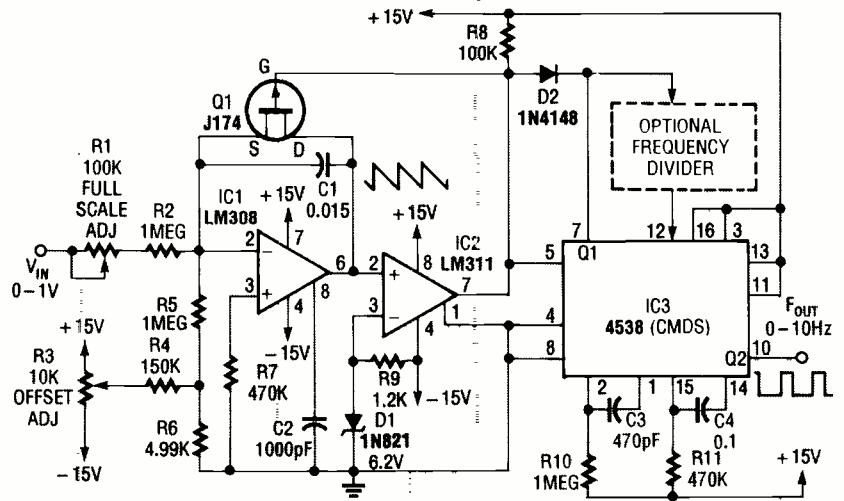 +15V
R8
100K
G
Q1
J174
S D
D2
1N4148
OPTIONAL
FREQUENCY
DIVIDER
R1
100K
FULL
SCALE
ADJ
R2
1MEG
C1
0.015
IC1
LM308
+15V
7
2
−
3
+
6
8
4
−15V
+15V
IC2
LM311
8
2
+
3
−
7
1
4
−15V
VIN
0–1V
R5
1MEG
+15V
R3
10K
OFFSET
ADJ
−15V
R4
150K
R6
4.99K
R7
470K
C2
1000pF
R9
1.2K
D1
1N821
6.2V
7
Q1
12
16
3
5
13
11
IC3
4538 (CMDS)
4
8
FOUT
0–10Hz
Q2
10
2
1
15
14
C3
470pF
C4
0.1
R10
1MEG
R11
470K
+15V